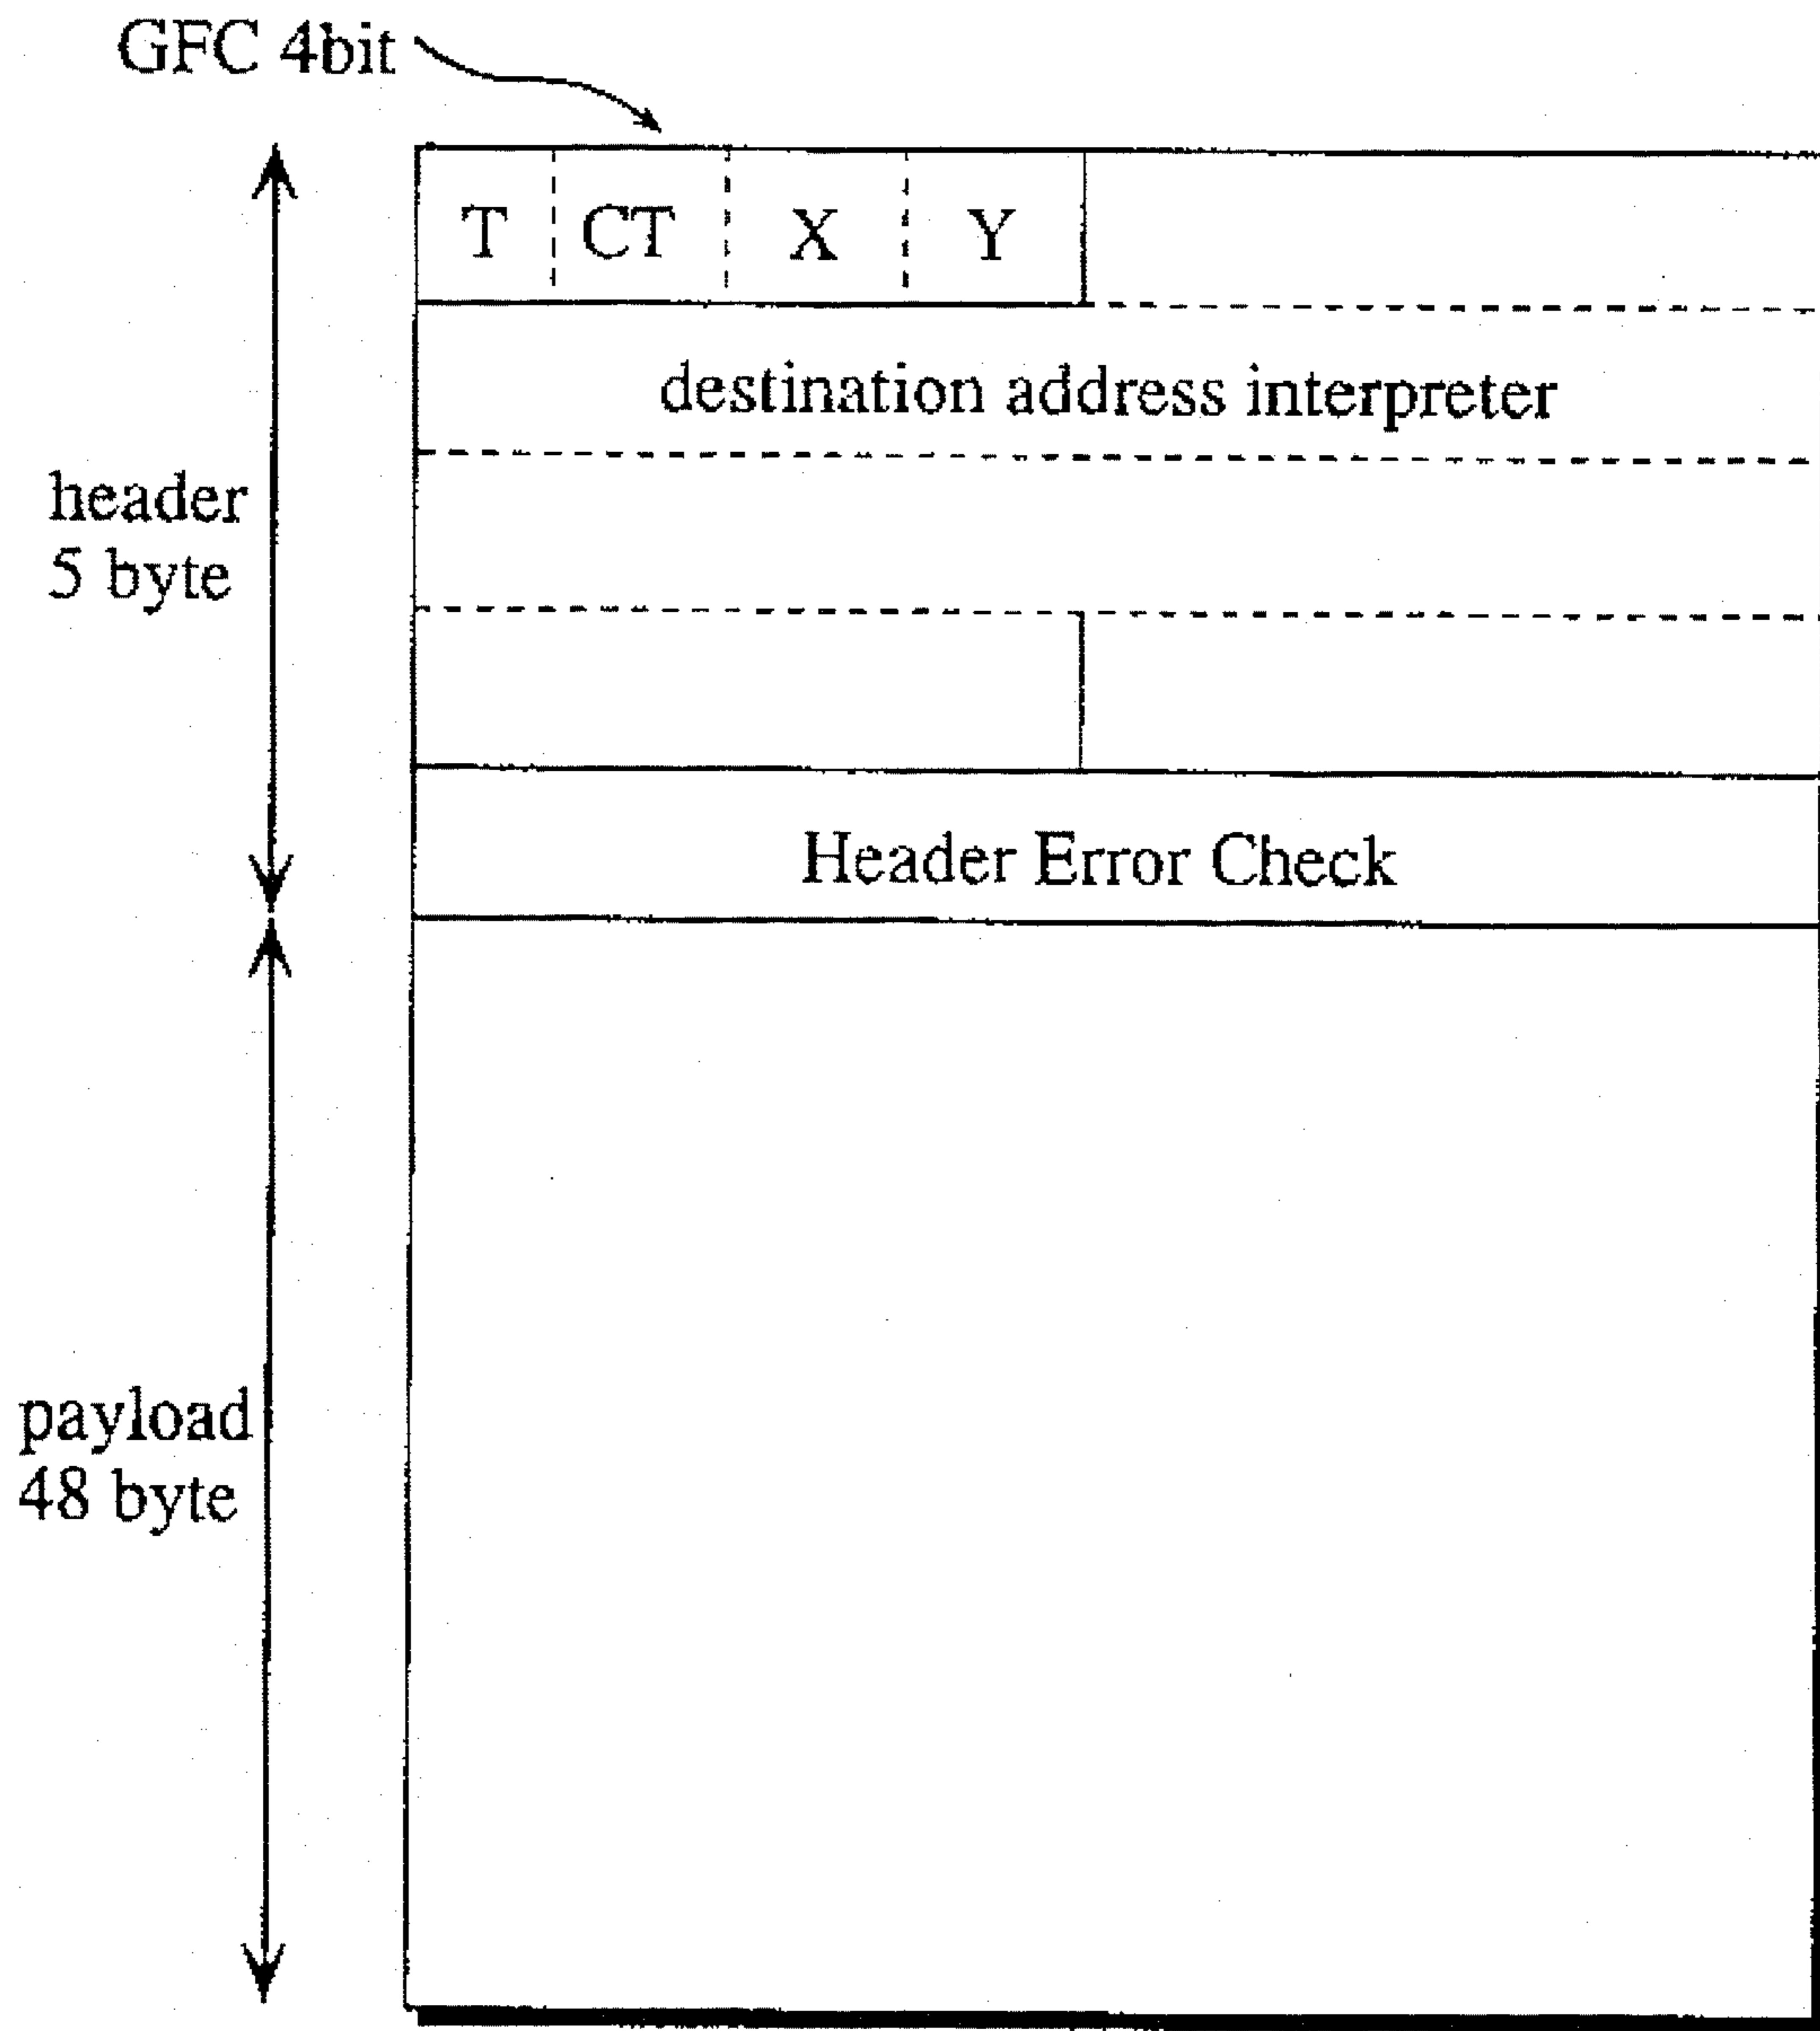 GFC 4bit
T CT X Y
destination address interpreter
header
5 byte
Header Error Check
payload
48 byte